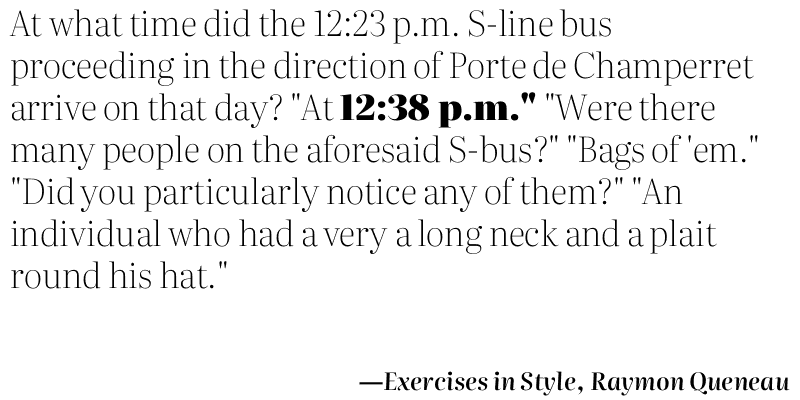 At what time did the 12:23 p.m. S-line bus
proceeding in the direction of Porte de Champerret
arrive on that day? "At 12:38 p.m." "Were there
many people on the aforesaid S-bus?" "Bags of 'em."
"Did you particularly notice any of them?" "An
individual who had a very a long neck and a plait
round his hat."
—Exercises in Style, Raymon Queneau